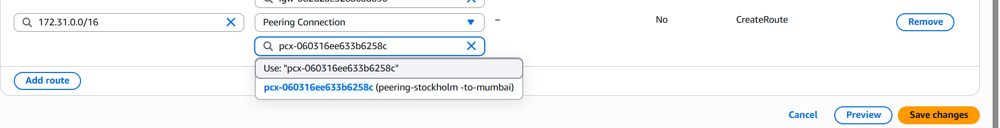 172.31.0.0/16
Peering Connection
–
No
CreateRoute
Remove
pcx-060316ee633b6258c
Use: "pcx-060316ee633b6258c"
pcx-060316ee633b6258c (peering-stockholm -to-mumbai)
Add route
Cancel
Preview
Save changes